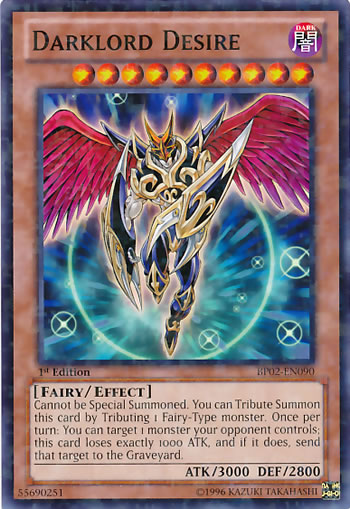 DARKLORD DESIRE
DARK
闇
1st Edition
BP02-EN090
[FAIRY/EFFECT]
Cannot be Special Summoned. You can Tribute Summon
this card by Tributing 1 Fairy-Type monster. Once per
turn: You can target 1 monster your opponent controls;
this card loses exactly 1000 ATK, and if it does, send
that target to the Graveyard.
ATK/3000 DEF/2800
55690251
©1996 KAZUKI TAKAHASHI